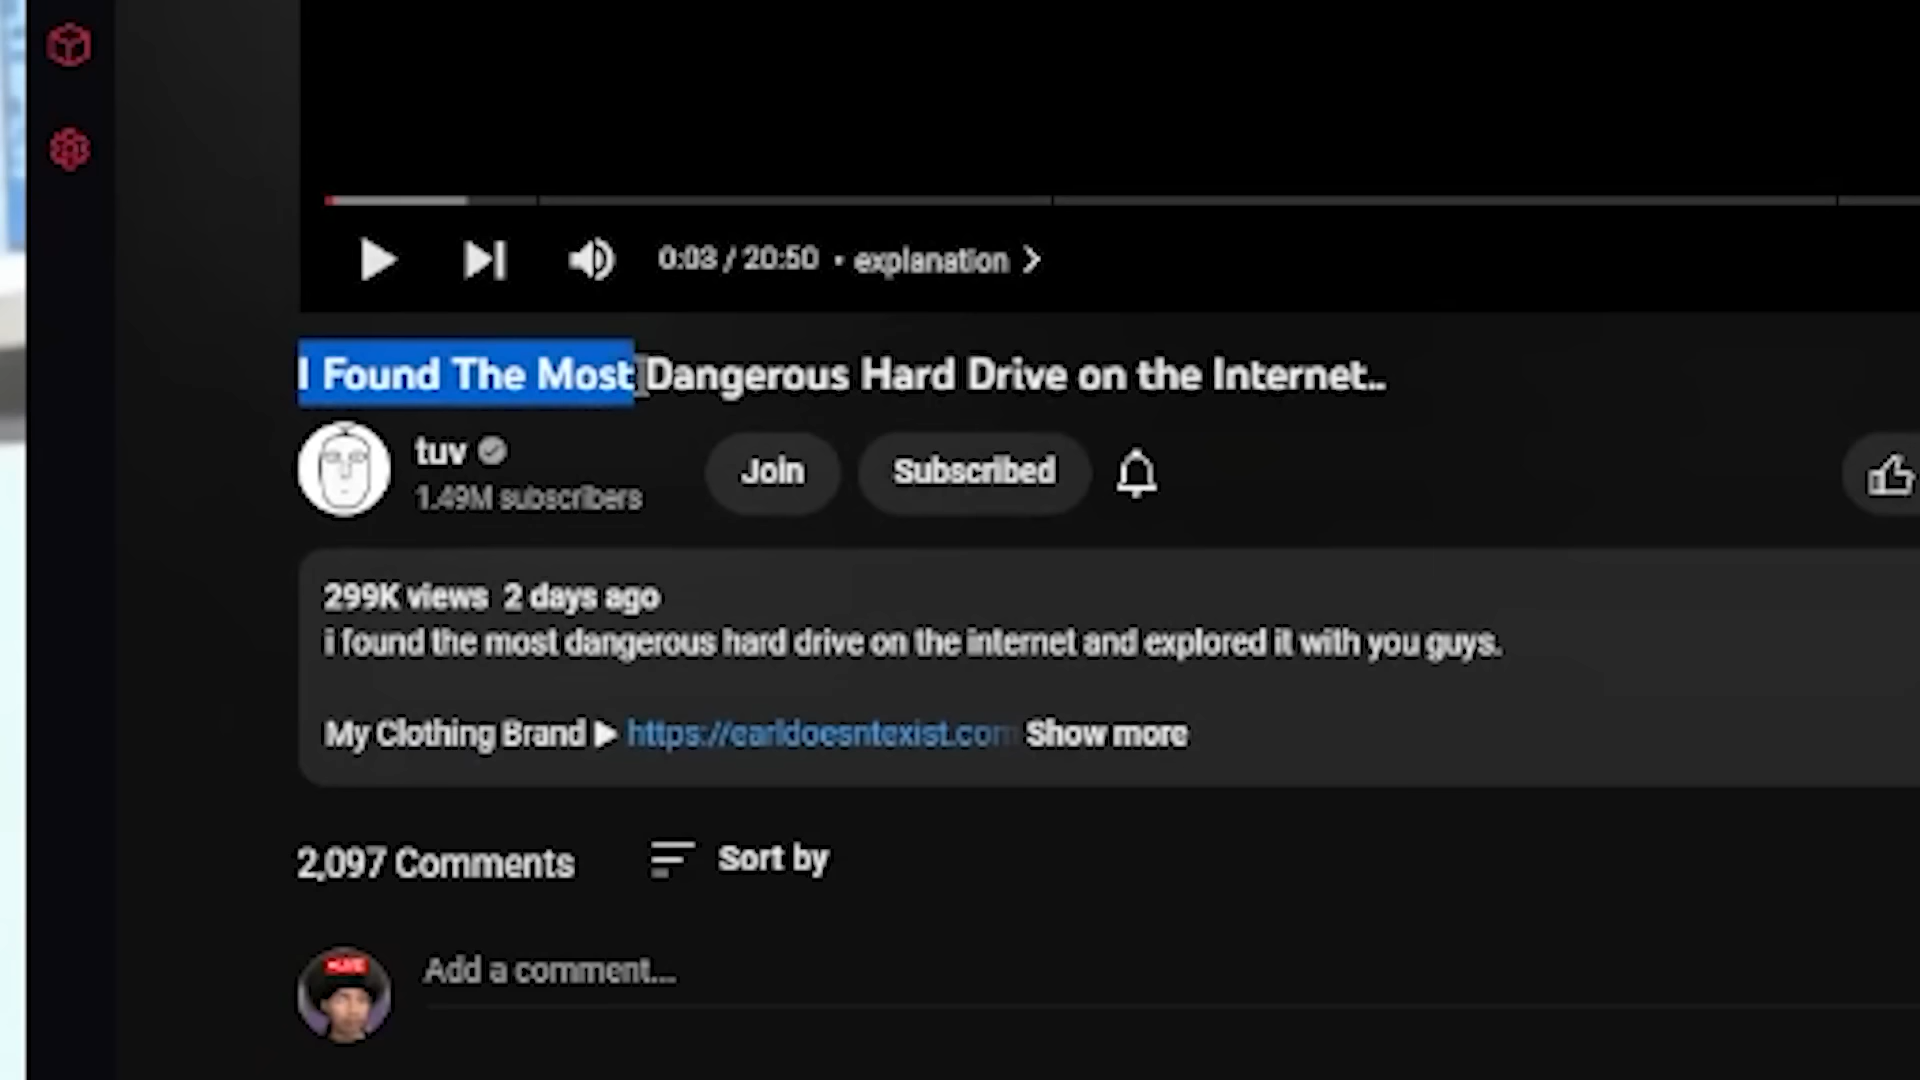 0:03 / 20:50 • explanation >
I Found The Most Dangerous Hard Drive on the Internet..
tuv
1.49M subscribers
Join
Subscribed
299K views 2 days ago
i found the most dangerous hard drive on the internet and explored it with you guys.
My Clothing Brand ▶ https://earldoesntexist.com Show more
2,097 Comments
Sort by
LIVE
Add a comment...